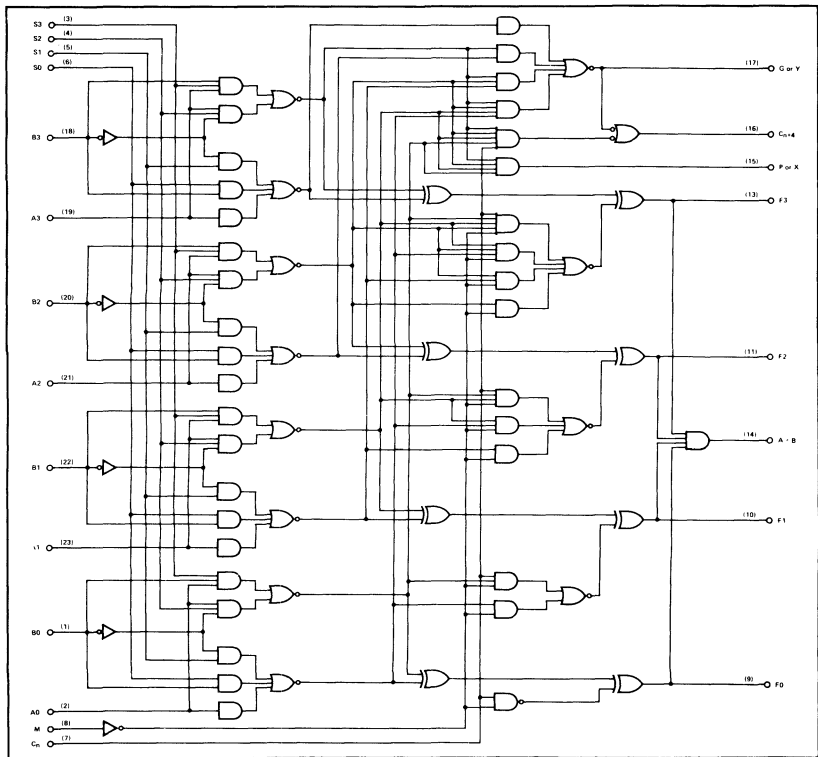 S3 (3)
S2 (4)
S1 (5)
S0 (6)
(17) G or Y
(16) Cn+4
B3 (18)
(15) P or X
(13) F3
A3 (19)
B2 (20)
(11) F2
A2 (21)
(14) A = B
B1 (22)
(10) F1
(23)
B0 (1)
(9) F0
A0 (2)
M (8)
Cn (7)